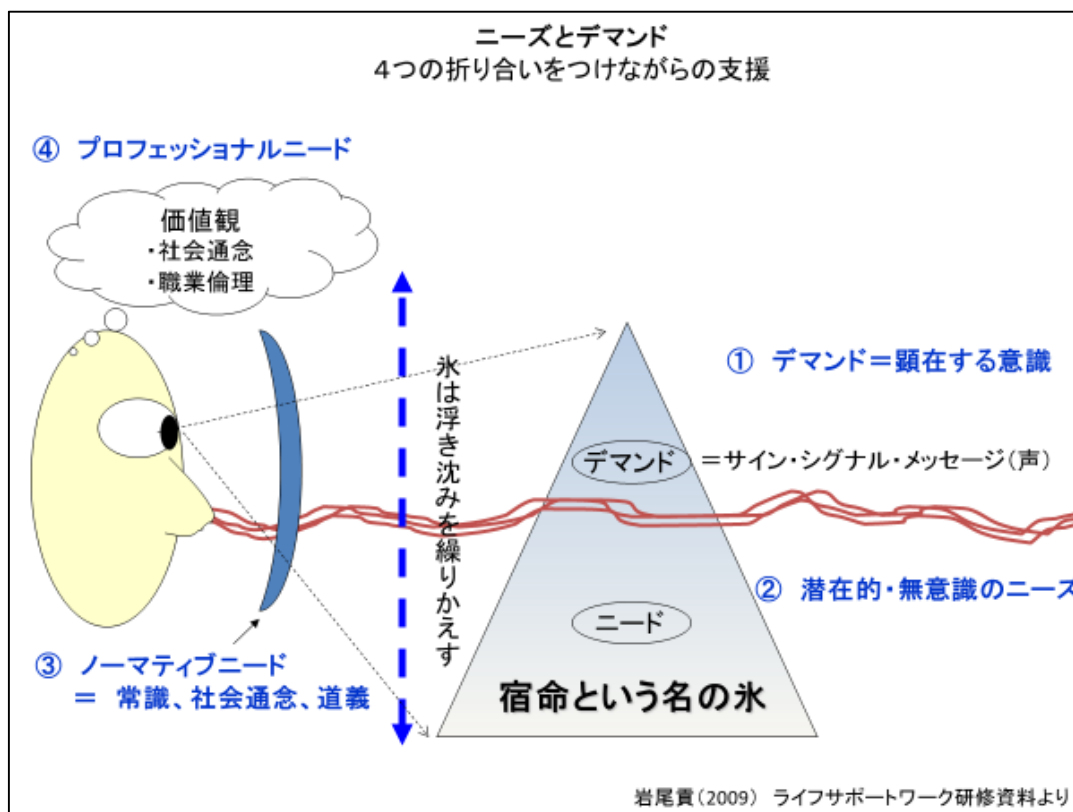 ニーズとデマンド
4つの折り合いをつけながらの支援
④ プロフェッショナルニード
価値観
・社会通念
・職業倫理
氷は浮き沈みを繰りかえす
① デマンド＝顕在する意識
デマンド ＝サイン・シグナル・メッセージ(声)
② 潜在的・無意識のニーズ
ニード
③ ノーマティブニード
＝ 常識、社会通念、道義
宿命という名の氷
岩尾貢(2009) ライフサポートワーク研修資料より